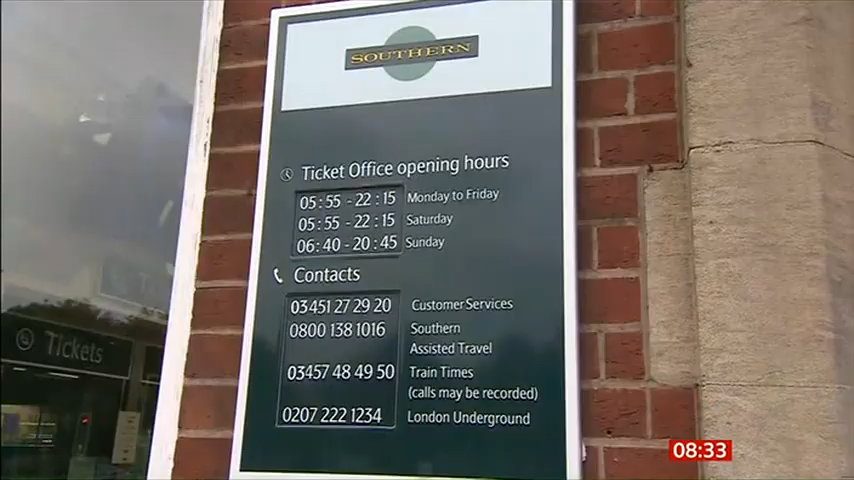 SOUTHERN
Ticket Office opening hours
05:55 - 22:15 Monday to Friday
05:55 - 22:15 Saturday
06:40 - 20:45 Sunday
Contacts
03451 27 29 20 Customer Services
0800 138 1016 Southern
Assisted Travel
03457 48 49 50 Train Times
(calls may be recorded)
0207 222 1234 London Underground
Tickets
08:33